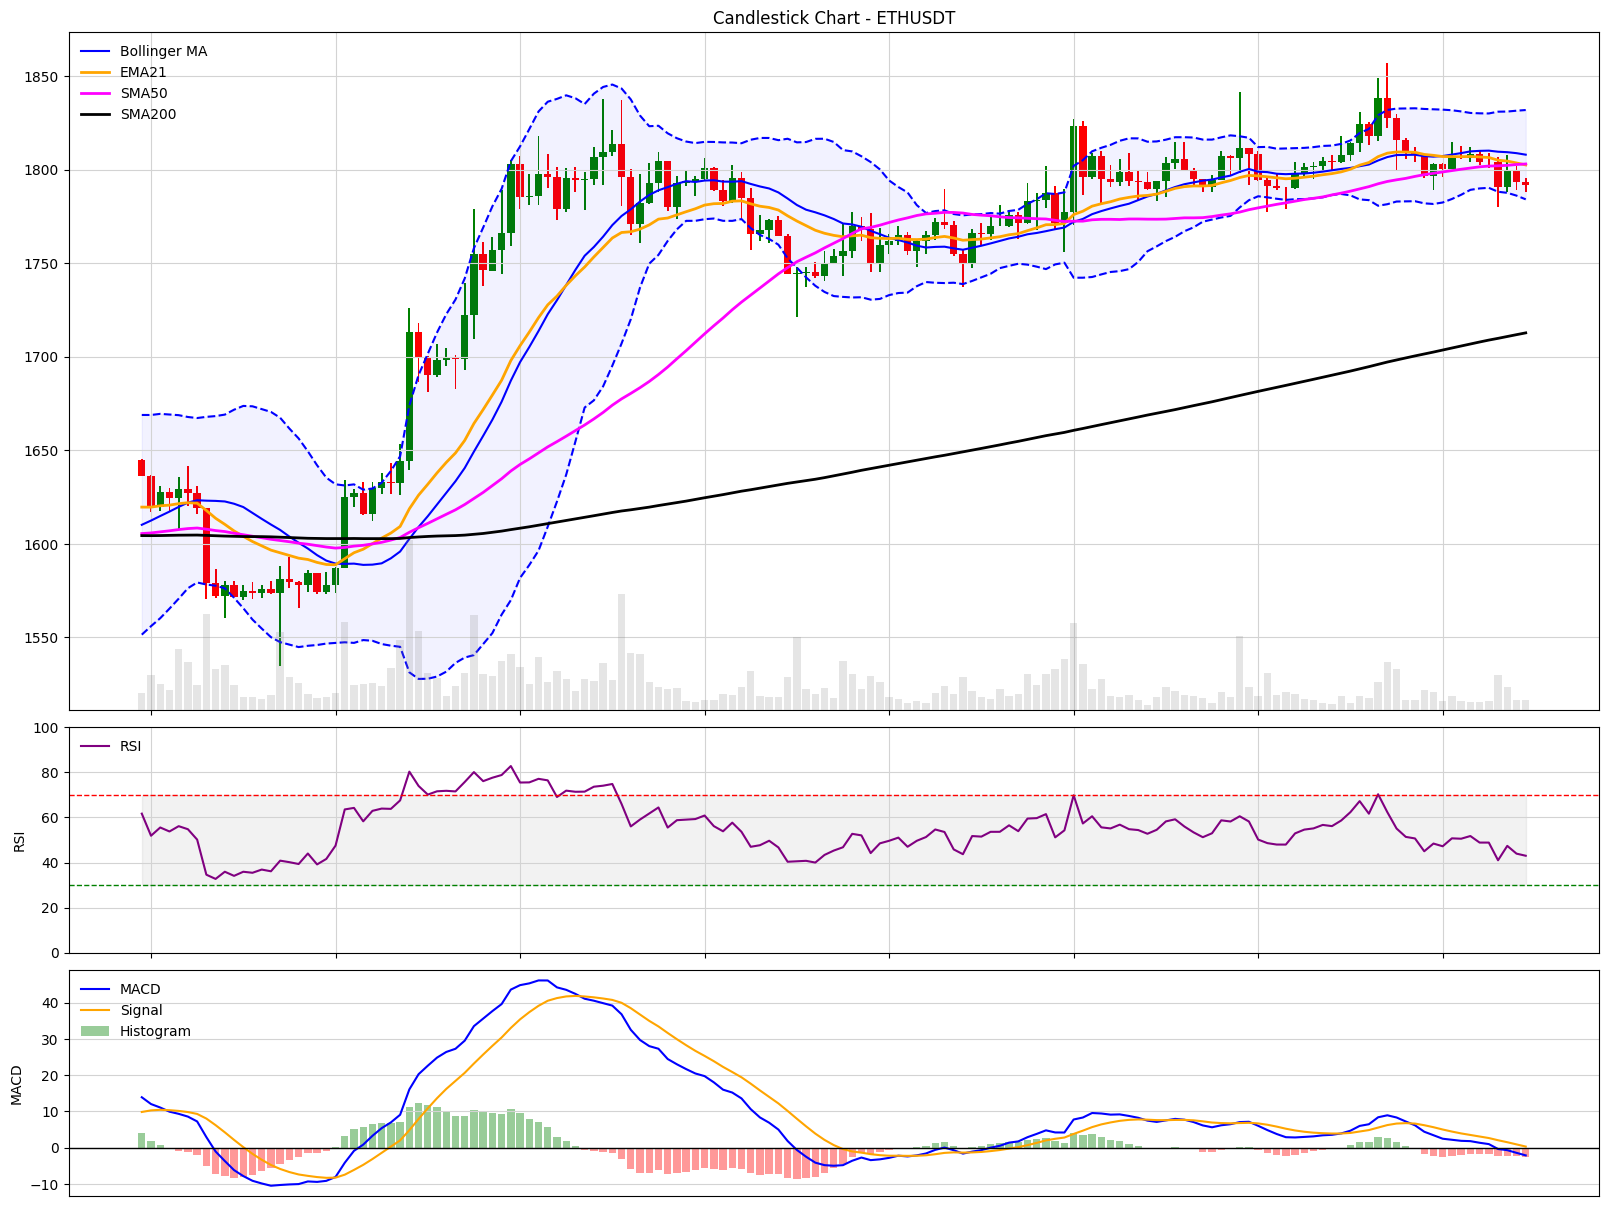 Candlestick Chart - ETHUSDT
Bollinger MA
EMA21
SMA50
SMA200
1850
1800
1750
1700
1650
1600
1550
RSI
RSI
100
80
60
40
20
0
MACD
Signal
Histogram
MACD
40
30
20
10
0
−10